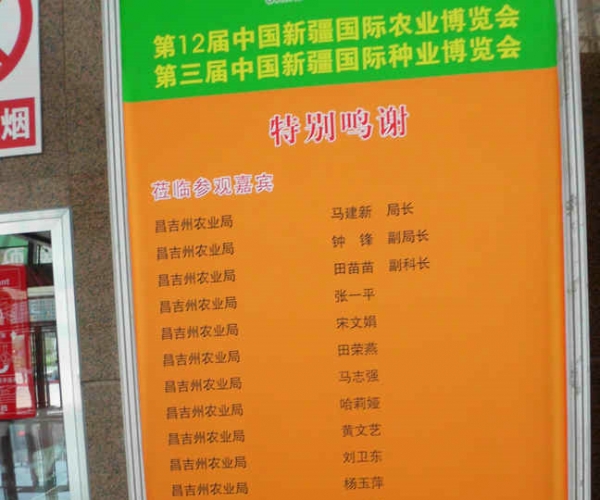 第12届中国新疆国际农业博览会
第三届中国新疆国际种业博览会
特别鸣谢
莅临参观嘉宾
昌吉州农业局 马建新 局长
昌吉州农业局 钟 锋 副局长
昌吉州农业局 田苗苗 副科长
昌吉州农业局 张一平
昌吉州农业局 宋文娟
昌吉州农业局 田荣燕
昌吉州农业局 马志强
昌吉州农业局 哈莉娅
昌吉州农业局 黄文艺
昌吉州农业局 刘卫东
昌吉州农业局 杨玉萍
烟